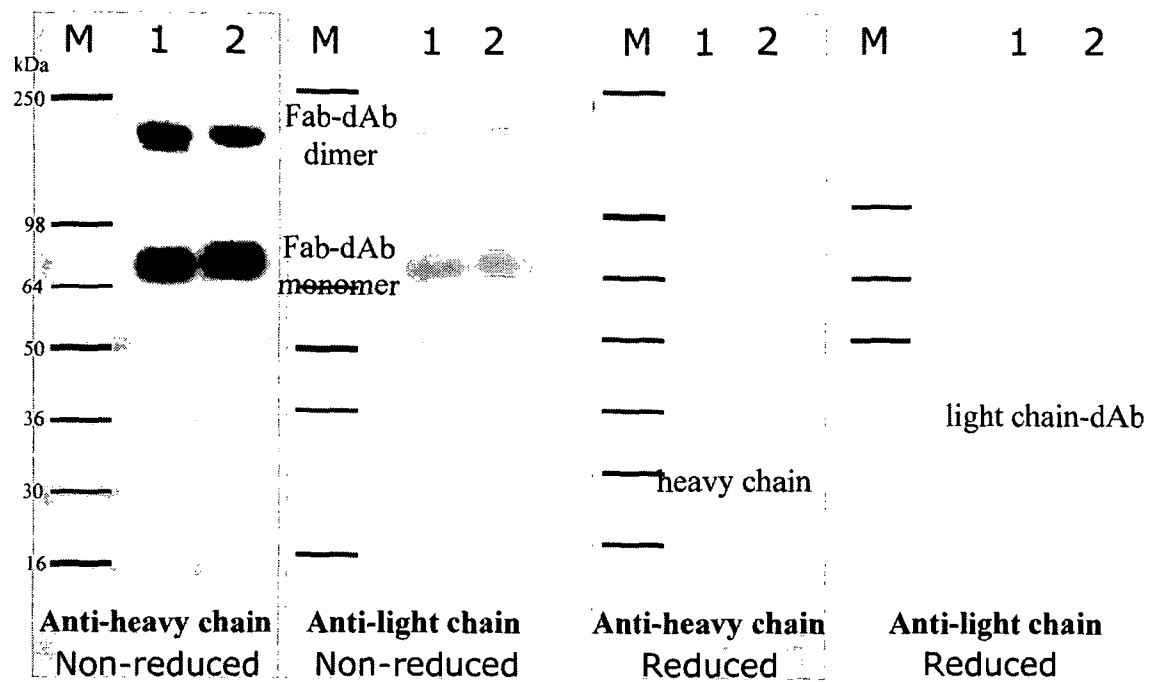 M 1 2 M 1 2 M 1 2 M 1 2
kDa
250
Fab-dAb
dimer
98
Fab-dAb
monomer
64
50
36
light chain-dAb
30
heavy chain
16
Anti-heavy chain Anti-light chain Anti-heavy chain Anti-light chain
Non-reduced Non-reduced Reduced Reduced